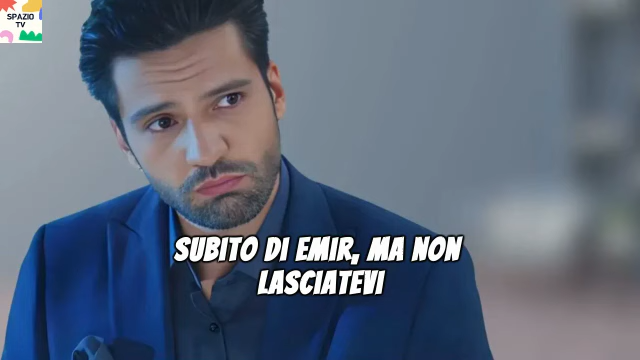 SPAZIO
TV
SUBITO DI EMIR, MA NON
LASCIATEVI